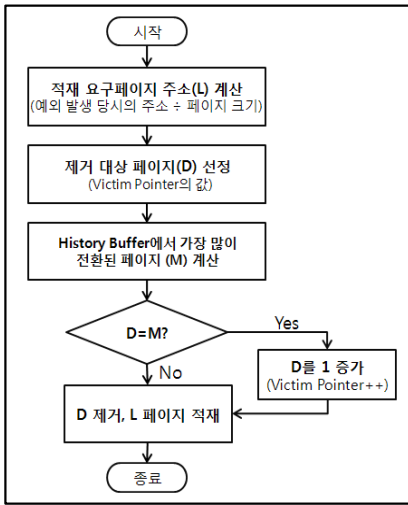 시작
적재 요구페이지 주소(L) 계산
(예외 발생 당시의 주소 ÷ 페이지 크기)
제거 대상 페이지(D) 선정
(Victim Pointer의 값)
History Buffer에서 가장 많이
전환된 페이지 (M) 계산
D=M?
Yes
No
D를 1 증가
(Victim Pointer++)
D 제거, L 페이지 적재
종료